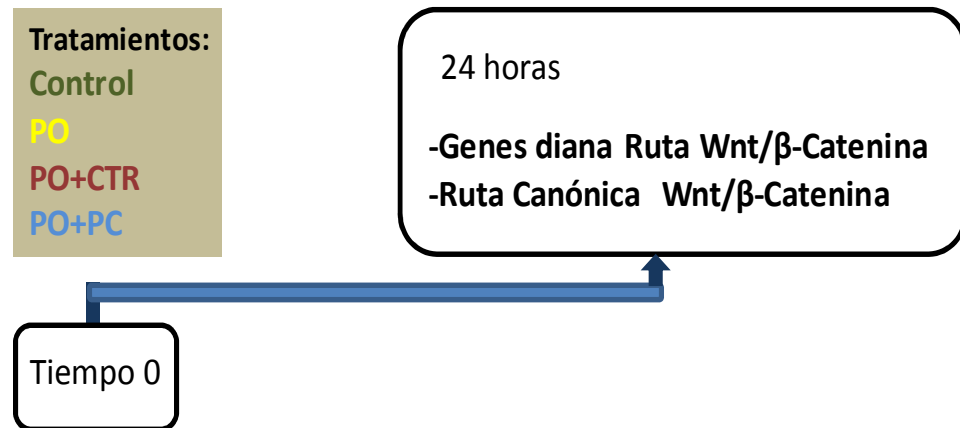 Tratamientos:
Control
PO
PO+CTR
PO+PC
24 horas
-Genes diana Ruta Wnt/β-Catenina
-Ruta Canónica Wnt/β-Catenina
Tiempo 0